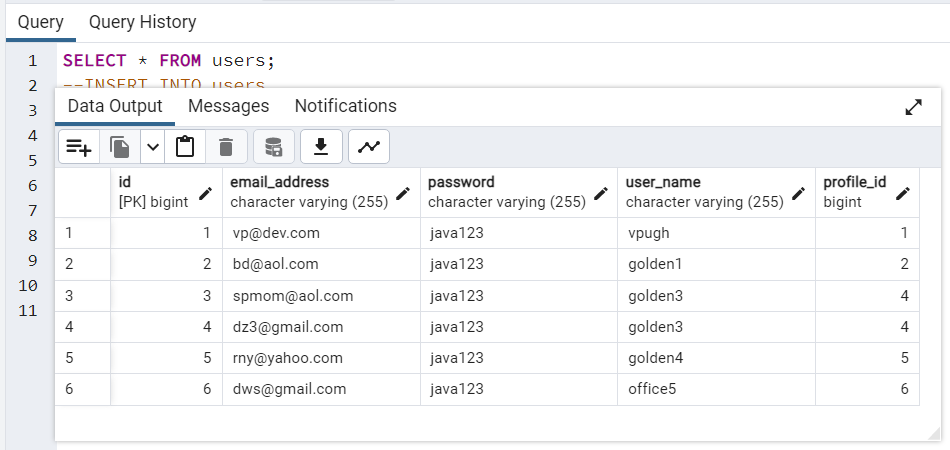 Query Query History
1 SELECT * FROM users;
2 --INSERT INTO users
3
Data Output Messages Notifications
4
5
6
7
8
9
10
11
id email_address password user_name profile_id
[PK] bigint character varying (255) character varying (255) character varying (255) bigint
1 1 vp@dev.com java123 vpugh 1
2 2 bd@aol.com java123 golden1 2
3 3 spmom@aol.com java123 golden3 4
4 4 dz3@gmail.com java123 golden3 4
5 5 rny@yahoo.com java123 golden4 5
6 6 dws@gmail.com java123 office5 6